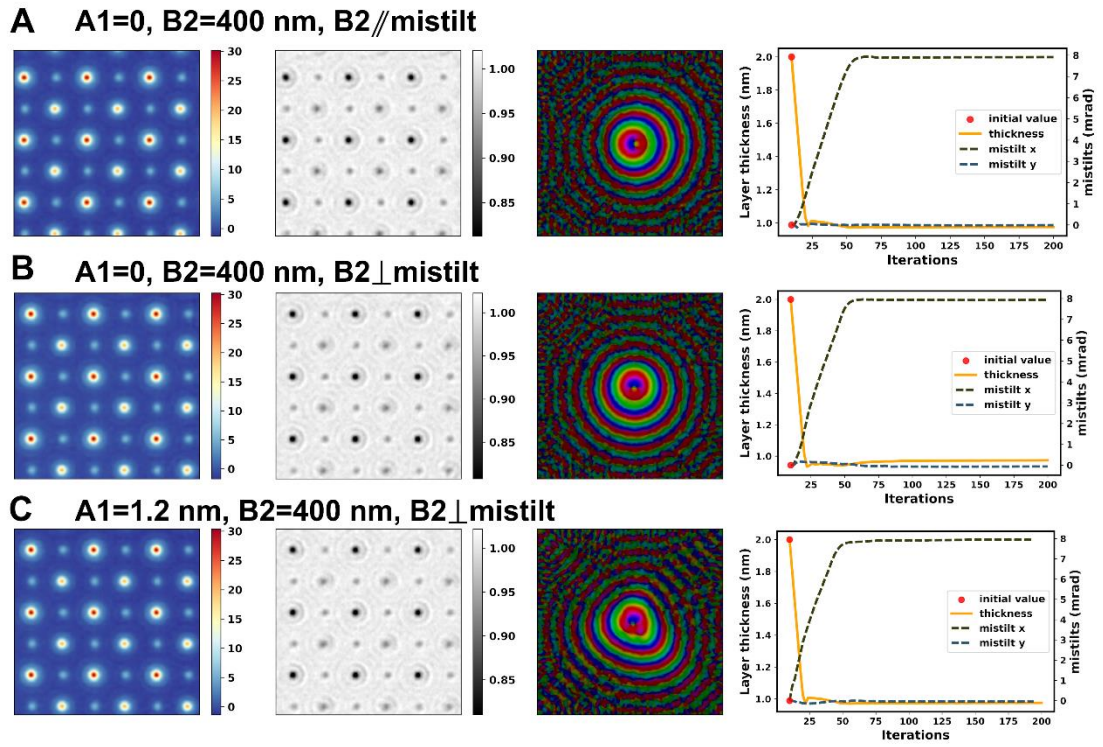 A A1=0, B2=400 nm, B2//mistilt
30
25
20
15
10
5
0
1.00
0.95
0.90
0.85
Layer thickness (nm)
2.0
1.8
1.6
1.4
1.2
1.0
initial value
thickness
mistilt x
mistilt y
8
7
6
5
4
3
2
1
0
mistilts (mrad)
25 50 75 100 125 150 175 200
Iterations
B A1=0, B2=400 nm, B2⊥mistilt
30
25
20
15
10
5
0
1.00
0.95
0.90
0.85
Layer thickness (nm)
2.0
1.8
1.6
1.4
1.2
1.0
initial value
thickness
mistilt x
mistilt y
8
7
6
5
4
3
2
1
0
mistilts (mrad)
25 50 75 100 125 150 175 200
Iterations
C A1=1.2 nm, B2=400 nm, B2⊥mistilt
30
25
20
15
10
5
0
1.00
0.95
0.90
0.85
Layer thickness (nm)
2.0
1.8
1.6
1.4
1.2
1.0
initial value
thickness
mistilt x
mistilt y
8
7
6
5
4
3
2
1
0
mistilts (mrad)
25 50 75 100 125 150 175 200
Iterations